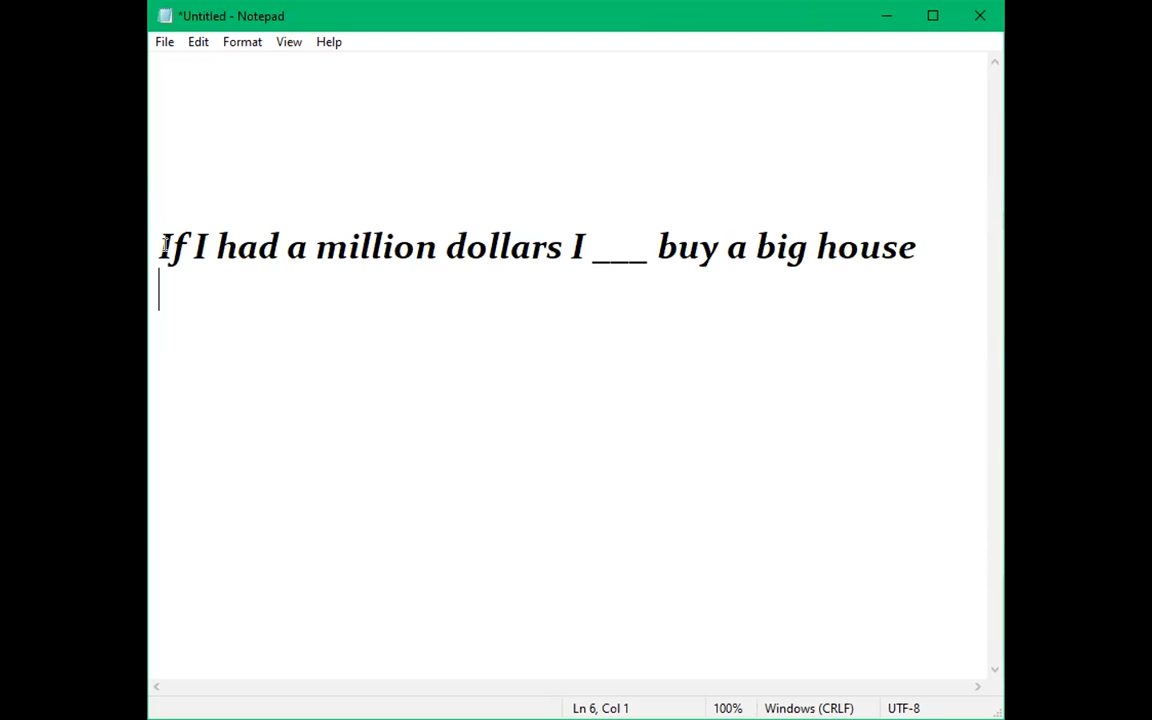 *Untitled - Notepad
File Edit Format View Help
If I had a million dollars I ___ buy a big house
Ln 6, Col 1 100% Windows (CRLF) UTF-8